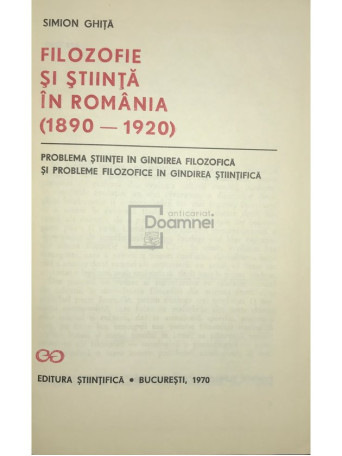 SIMION GHIȚĂ
FILOZOFIE
ȘI ȘTIINȚĂ
ÎN ROMÂNIA
(1890 — 1920)
PROBLEMA ȘTIINȚEI ÎN GÎNDIREA FILOZOFICĂ
ȘI PROBLEME FILOZOFICE ÎN GÎNDIREA ȘTIINȚIFICĂ
anticariat
Doamnei
EDITURA ȘTIINȚIFICĂ • BUCUREȘTI, 1970